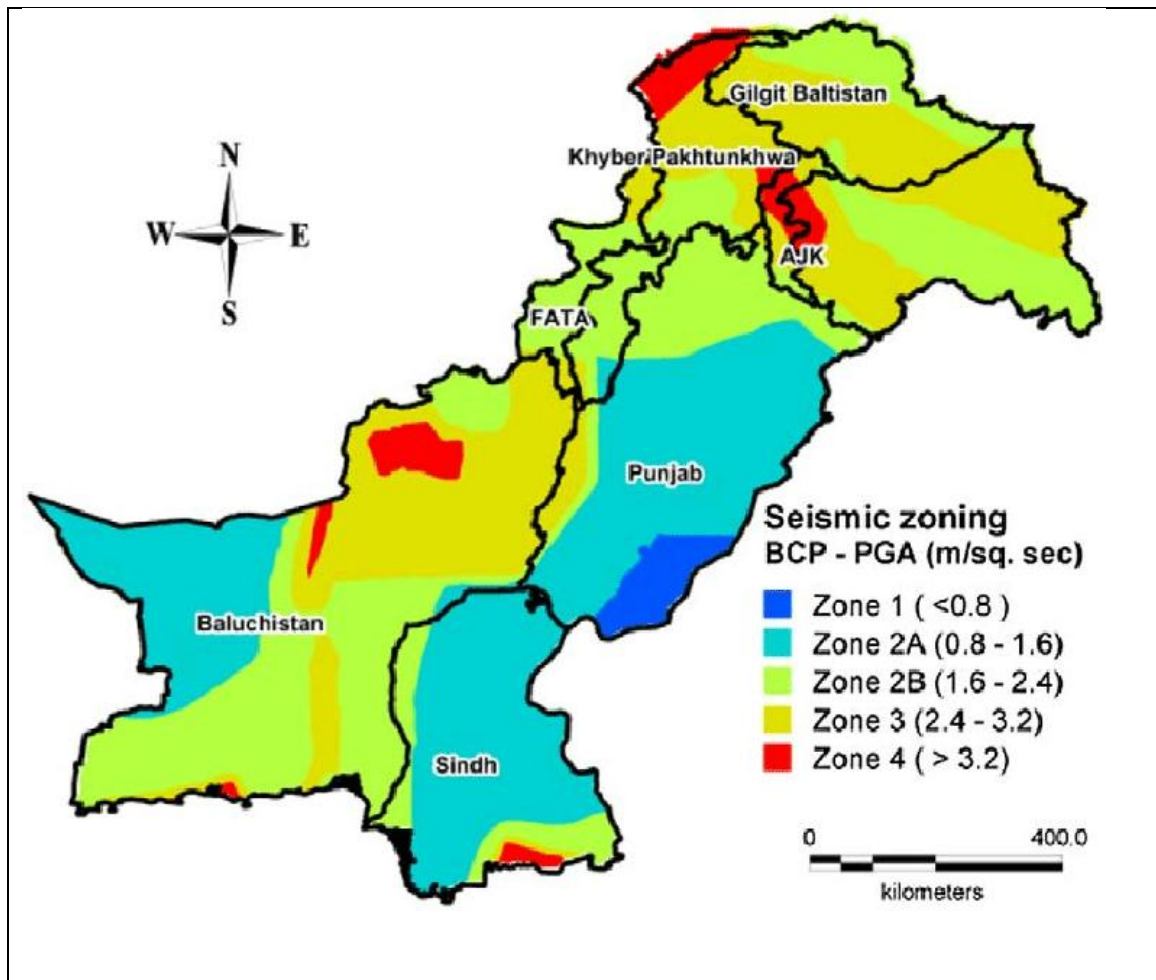 Gilgit Baltistan
Khyber Pakhtunkhwa
N
W
E
S
AJK
FATA
Punjab
Baluchistan
Sindh
Seismic zoning
BCP - PGA (m/sq. sec)
Zone 1 ( <0.8 )
Zone 2A (0.8 - 1.6)
Zone 2B (1.6 - 2.4)
Zone 3 (2.4 - 3.2)
Zone 4 ( > 3.2)
0 400.0
kilometers